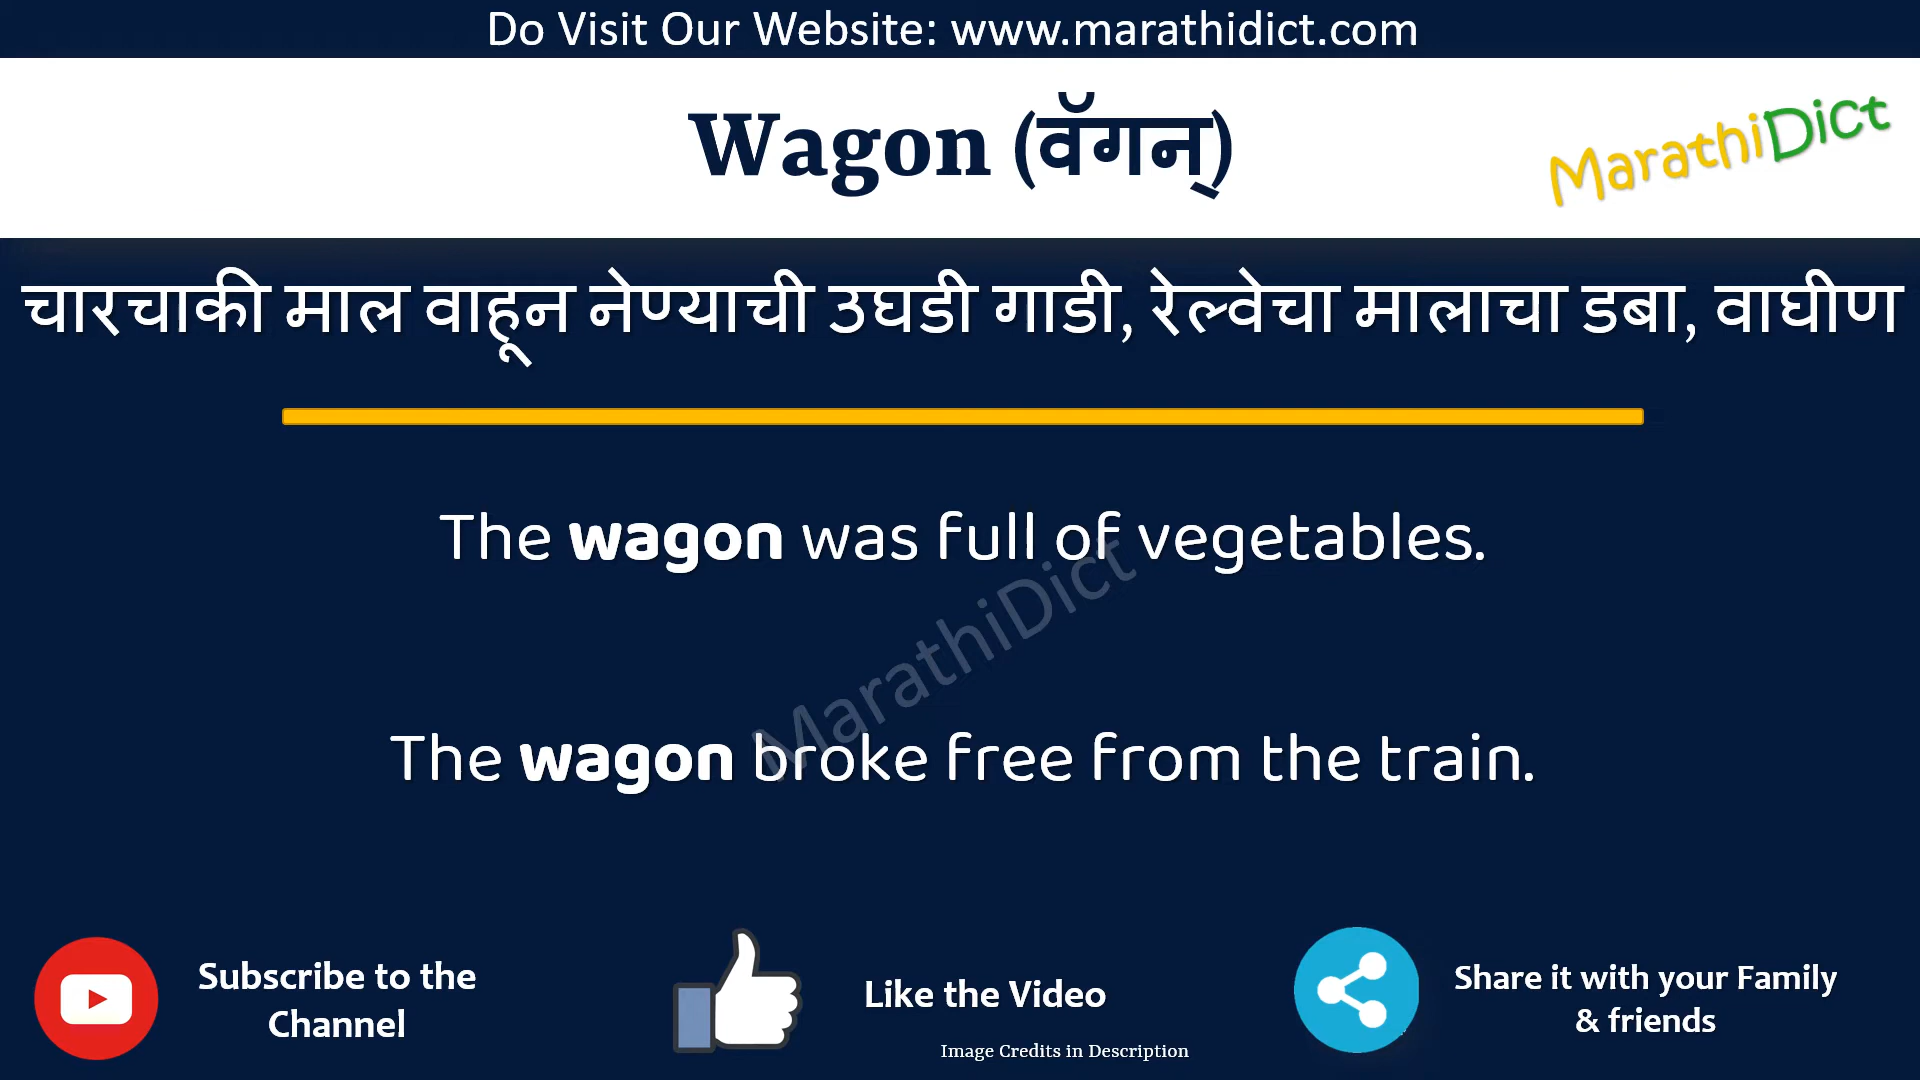 Do Visit Our Website: www.marathidict.com
Wagon (वॅगन्)
MarathiDict
चारचाकी माल वाहून नेण्याची उघडी गाडी, रेल्वेचा मालाचा डबा, वाघीण
The wagon was full of vegetables.
MarathiDict
The wagon broke free from the train.
Subscribe to the
Channel
Like the Video
Share it with your Family
& friends
Image Credits in Description